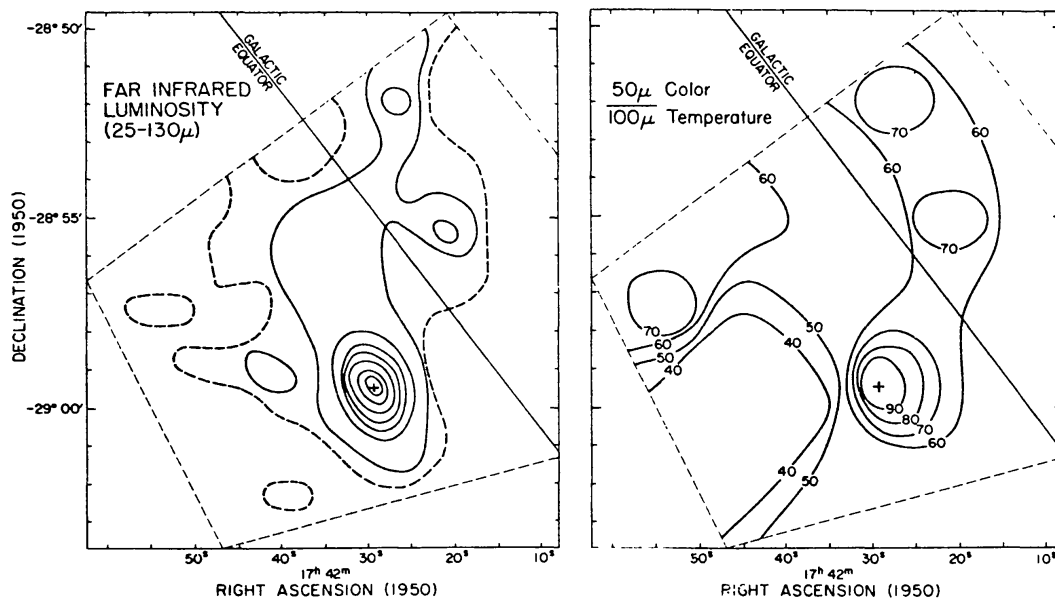 -28° 50'
-28° 55'
-29° 00'
DECLINATION (1950)
FAR INFRARED
LUMINOSITY
(25-130μ)
GALACTIC
EQUATOR
50ˢ
40ˢ
30ˢ
20ˢ
10ˢ
17ʰ 42ᵐ
RIGHT ASCENSION (1950)
50μ Color
100μ Temperature
GALACTIC
EQUATOR
70
60
60
60
70
70
60
50
40
50
40
90
80
70
60
40
50
50ˢ
40ˢ
30ˢ
20ˢ
10ˢ
17ʰ 42ᵐ
RIGHT ASCENSION (1950)